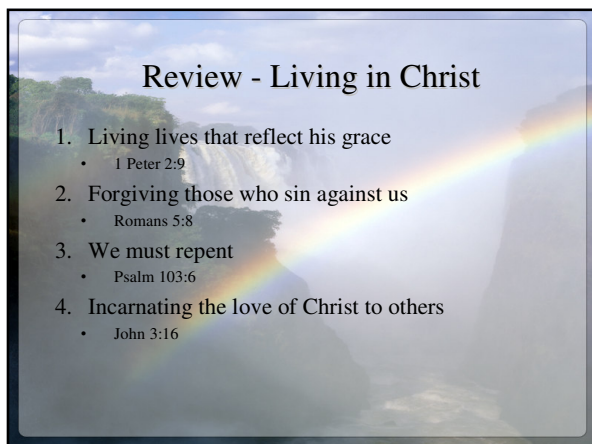 Review - Living in Christ
1. Living lives that reflect his grace
• 1 Peter 2:9
2. Forgiving those who sin against us
• Romans 5:8
3. We must repent
• Psalm 103:6
4. Incarnating the love of Christ to others
• John 3:16